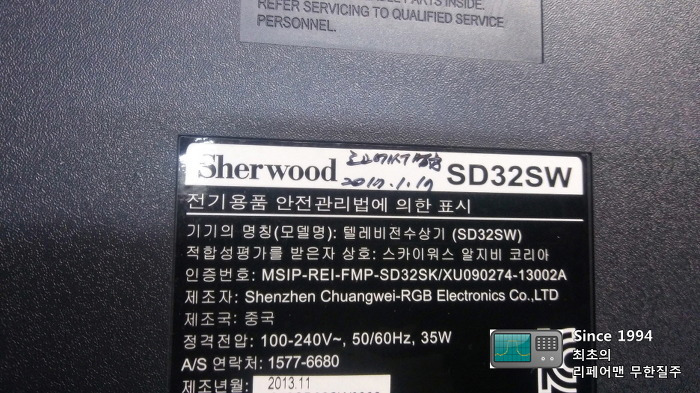 REFER SERVICING TO QUALIFIED SERVICE
PERSONNEL.
Sherwood SD32SW
2017.1.17
전기용품 안전관리법에 의한 표시
기기의 명칭(모델명): 텔레비전수상기 (SD32SW)
적합성평가를 받은자 상호: 스카이워스 알지비 코리아
인증번호: MSIP-REI-FMP-SD32SK/XU090274-13002A
제조자: Shenzhen Chuangwei-RGB Electronics Co.,LTD
제조국: 중국
정격전압: 100-240V~, 50/60Hz, 35W
A/S 연락처: 1577-6680
제조년월: 2013.11
Since 1994
최초의
리페어맨 무한질주